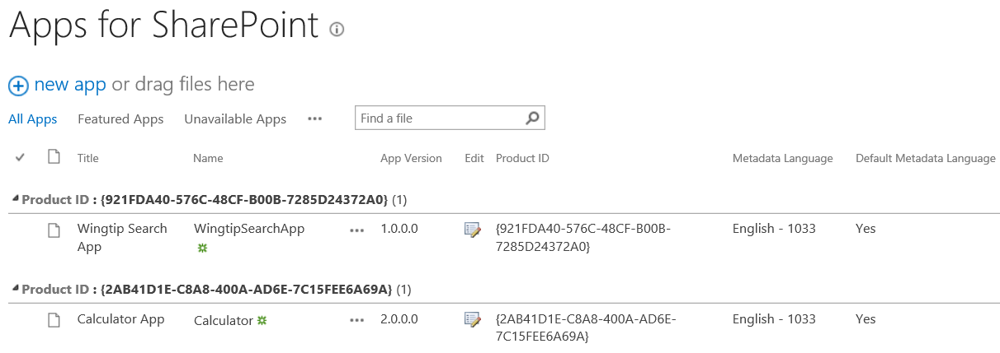 Apps for SharePoint
new app or drag files here
All Apps Featured Apps Unavailable Apps ••• Find a file
Title Name App Version Edit Product ID Metadata Language Default Metadata Language
Product ID : {921FDA40-576C-48CF-B00B-7285D24372A0} (1)
Wingtip Search WingtipSearchApp ••• 1.0.0.0 {921FDA40-576C-48CF-B00B- English - 1033 Yes
App 7285D24372A0}
Product ID : {2AB41D1E-C8A8-400A-AD6E-7C15FEE6A69A} (1)
Calculator App Calculator ••• 2.0.0.0 {2AB41D1E-C8A8-400A-AD6E- English - 1033 Yes
7C15FEE6A69A}